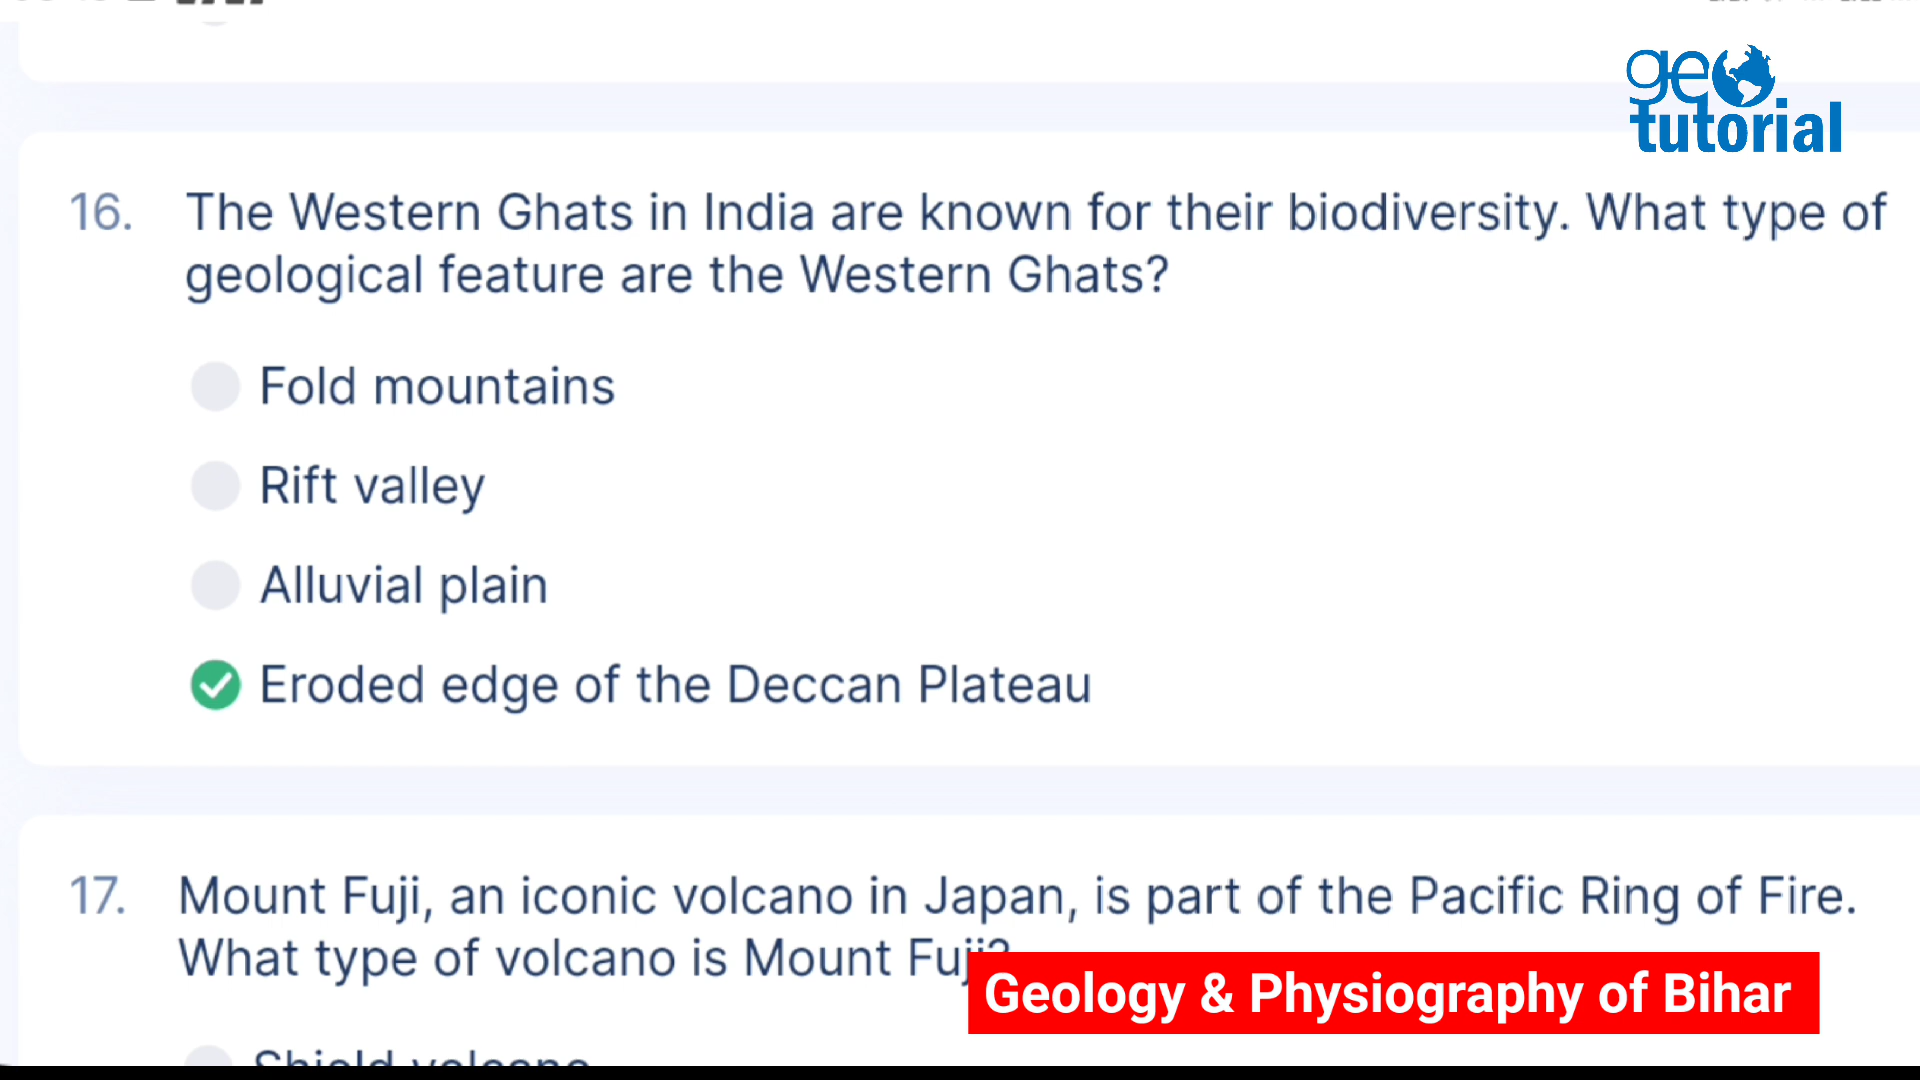 geo
tutorial
16. The Western Ghats in India are known for their biodiversity. What type of
geological feature are the Western Ghats?
Fold mountains
Rift valley
Alluvial plain
Eroded edge of the Deccan Plateau
17. Mount Fuji, an iconic volcano in Japan, is part of the Pacific Ring of Fire.
What type of volcano is Mount Fuji?
Geology & Physiography of Bihar
Shield volcano